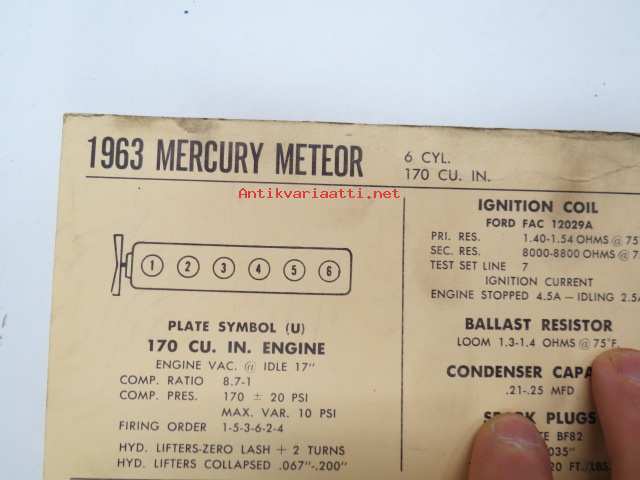 1963 MERCURY METEOR
6 CYL.
170 CU. IN.
Antikvariaatti.net
1 2 3 4 5 6
PLATE SYMBOL (U)
170 CU. IN. ENGINE
ENGINE VAC. @ IDLE 17"
COMP. RATIO 8.7-1
COMP. PRES. 170 ± 20 PSI
MAX. VAR. 10 PSI
FIRING ORDER 1-5-3-6-2-4
HYD. LIFTERS-ZERO LASH + 2 TURNS
HYD. LIFTERS COLLAPSED .067"-.200"
IGNITION COIL
FORD FAC 12029A
PRI. RES. 1.40-1.54 OHMS @ 75°
SEC. RES. 8000-8800 OHMS @
TEST SET LINE 7
IGNITION CURRENT
ENGINE STOPPED 4.5A — IDLING 2.5A
BALLAST RESISTOR
LOOM 1.3-1.4 OHMS @ 75°F.
CONDENSER
.21-.25 MFD
PLUGS
BF82
035"
20 FT./LBS.